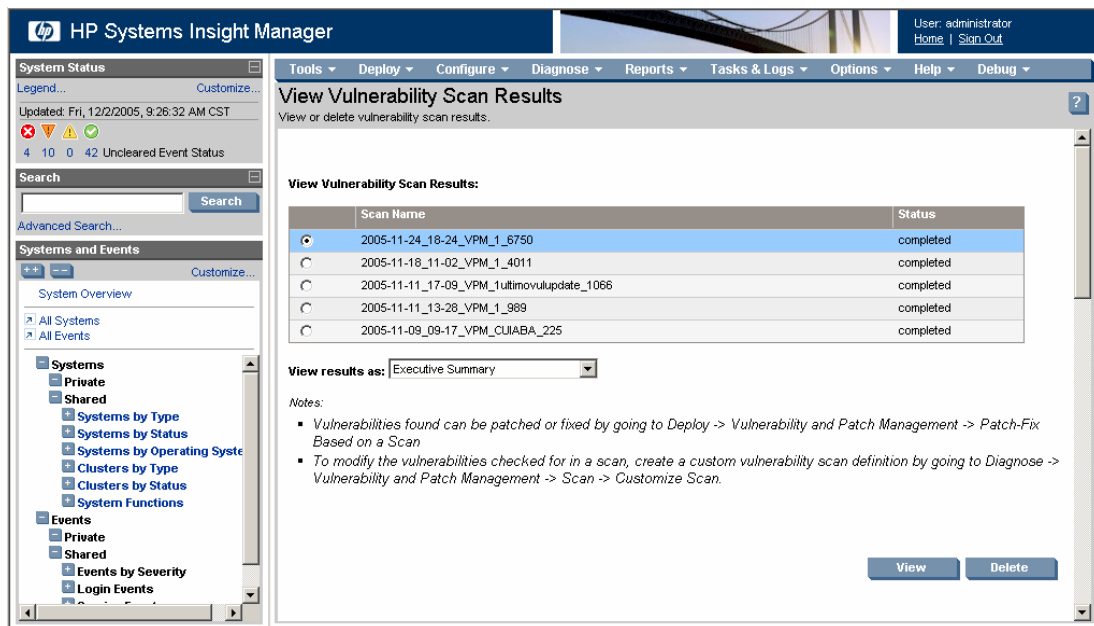 hp HP Systems Insight Manager
User: administrator
Home | Sign Out
System Status
Legend... Customize...
Updated: Fri, 12/2/2005, 9:26:32 AM CST
4 10 0 42 Uncleared Event Status
Search
Search
Advanced Search...
Systems and Events
++ -- Customize...
System Overview
All Systems
All Events
Systems
Private
Shared
Systems by Type
Systems by Status
Systems by Operating Syste
Clusters by Type
Clusters by Status
System Functions
Events
Private
Shared
Events by Severity
Login Events
Tools Deploy Configure Diagnose Reports Tasks & Logs Options Help Debug
View Vulnerability Scan Results
?
View or delete vulnerability scan results.
View Vulnerability Scan Results:
Scan Name Status
2005-11-24_18-24_VPM_1_6750 completed
2005-11-18_11-02_VPM_1_4011 completed
2005-11-11_17-09_VPM_1ultimovulupdate_1066 completed
2005-11-11_13-28_VPM_1_989 completed
2005-11-09_09-17_VPM_CUIABA_225 completed
View results as: Executive Summary
Notes:
Vulnerabilities found can be patched or fixed by going to Deploy -> Vulnerability and Patch Management -> Patch-Fix
Based on a Scan
To modify the vulnerabilities checked for in a scan, create a custom vulnerability scan definition by going to Diagnose ->
Vulnerability and Patch Management -> Scan -> Customize Scan.
View Delete